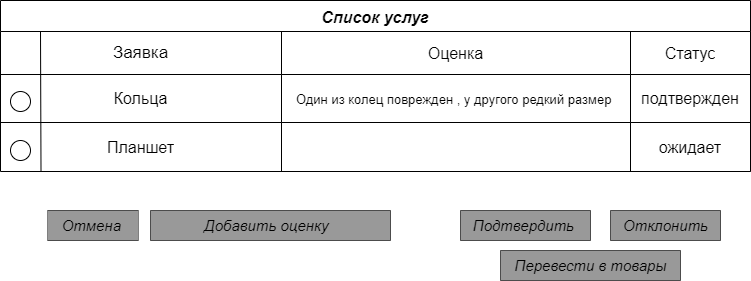 Список услуг
Заявка Оценка Статус
Кольца Один из колец поврежден , у другого редкий размер подтвержден
Планшет ожидает
Отмена Добавить оценку Подтвердить Отклонить
Перевести в товары